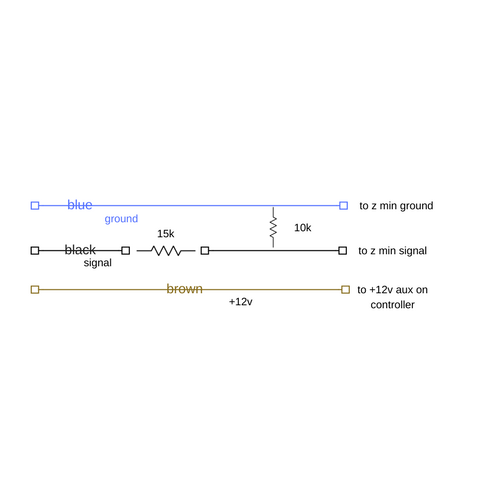 blue
to z min ground
ground
15k
10k
black
to z min signal
signal
brown
to +12v aux on
controller
+12v